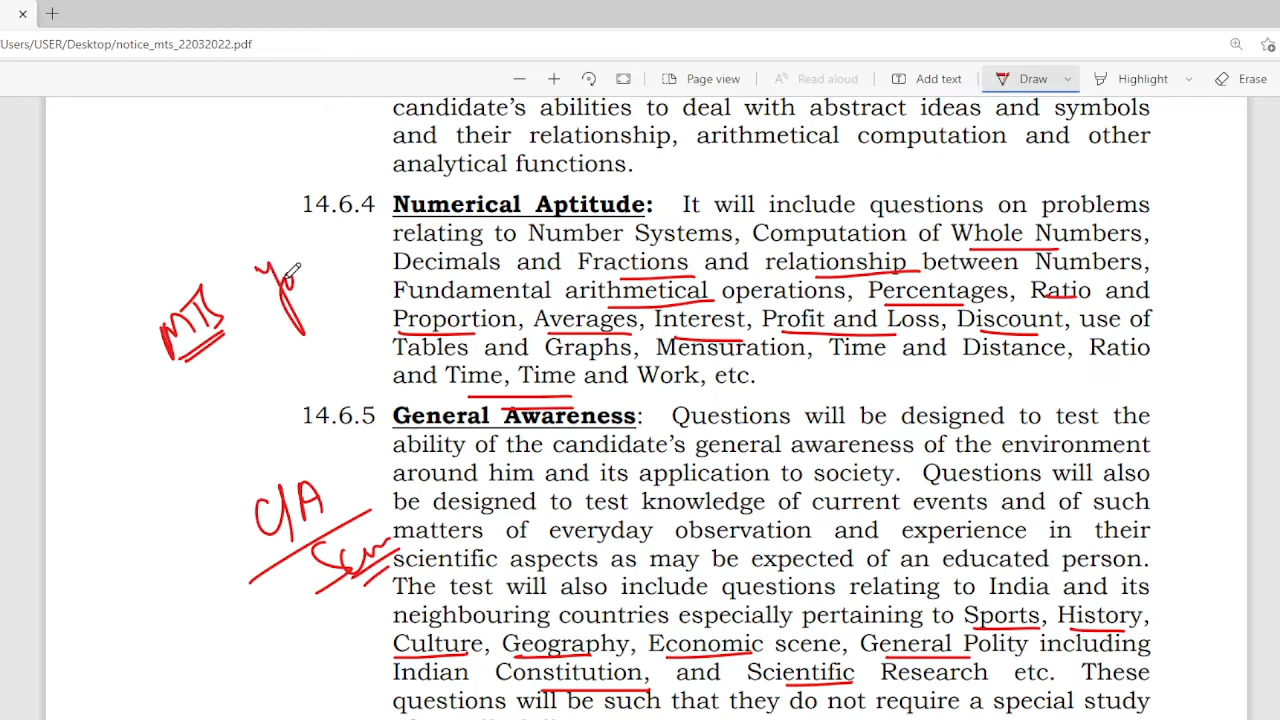 Users/USER/Desktop/notice_mts_22032022.pdf
Page view
Read aloud
Add text
Draw
Highlight
Erase
candidate's abilities to deal with abstract ideas and symbols
and their relationship, arithmetical computation and other
analytical functions.
14.6.4 Numerical Aptitude: It will include questions on problems
relating to Number Systems, Computation of Whole Numbers,
Decimals and Fractions and relationship between Numbers,
Fundamental arithmetical operations, Percentages, Ratio and
Proportion, Averages, Interest, Profit and Loss, Discount, use of
Tables and Graphs, Mensuration, Time and Distance, Ratio
and Time, Time and Work, etc.
MTS
14.6.5 General Awareness: Questions will be designed to test the
ability of the candidate's general awareness of the environment
around him and its application to society. Questions will also
be designed to test knowledge of current events and of such
matters of everyday observation and experience in their
scientific aspects as may be expected of an educated person.
The test will also include questions relating to India and its
neighbouring countries especially pertaining to Sports, History,
Culture, Geography, Economic scene, General Polity including
Indian Constitution, and Scientific Research etc. These
questions will be such that they do not require a special study
C/A